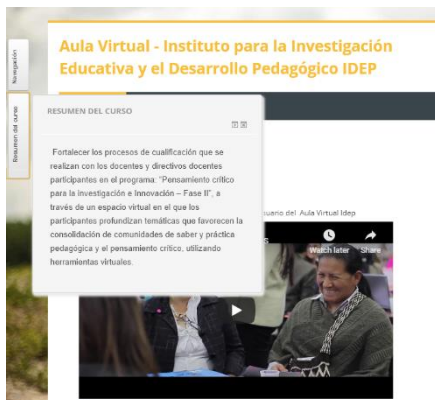 Aula Virtual - Instituto para la Investigación
Educativa y el Desarrollo Pedagógico IDEP
Navegación
Resumen del curso
RESUMEN DEL CURSO
Fortalecer los procesos de cualificación que se
realizan con los docentes y directivos docentes
participantes en el programa: "Pensamiento crítico
para la investigación e Innovación – Fase II", a
través de un espacio virtual en el que los
participantes profundizan temáticas que favorecen la
consolidación de comunidades de saber y práctica
pedagógica y el pensamiento crítico, utilizando
herramientas virtuales.
del Aula Virtual Idep
Watch later
Share